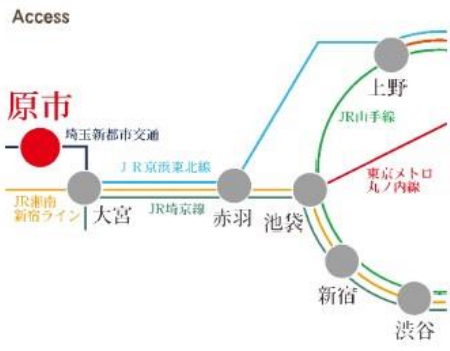 Access
原市
埼玉新都市交通
JR京浜東北線
JR湘南
新宿ライン
大宮
JR埼京線
赤羽
池袋
上野
JR山手線
東京メトロ
丸ノ内線
新宿
渋谷